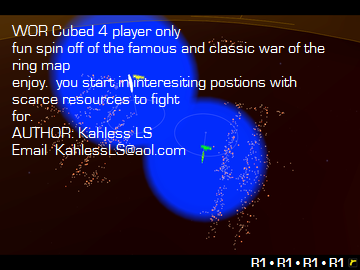 WOR Cubed 4 player only
fun spin off of the famous and classic war of the
ring map
enjoy. you start in interesiting postions with
scarce resources to fight
for.
AUTHOR: Kahless LS
Email KahlessLS@aol.com
R1 • R1 • R1 • R1 r